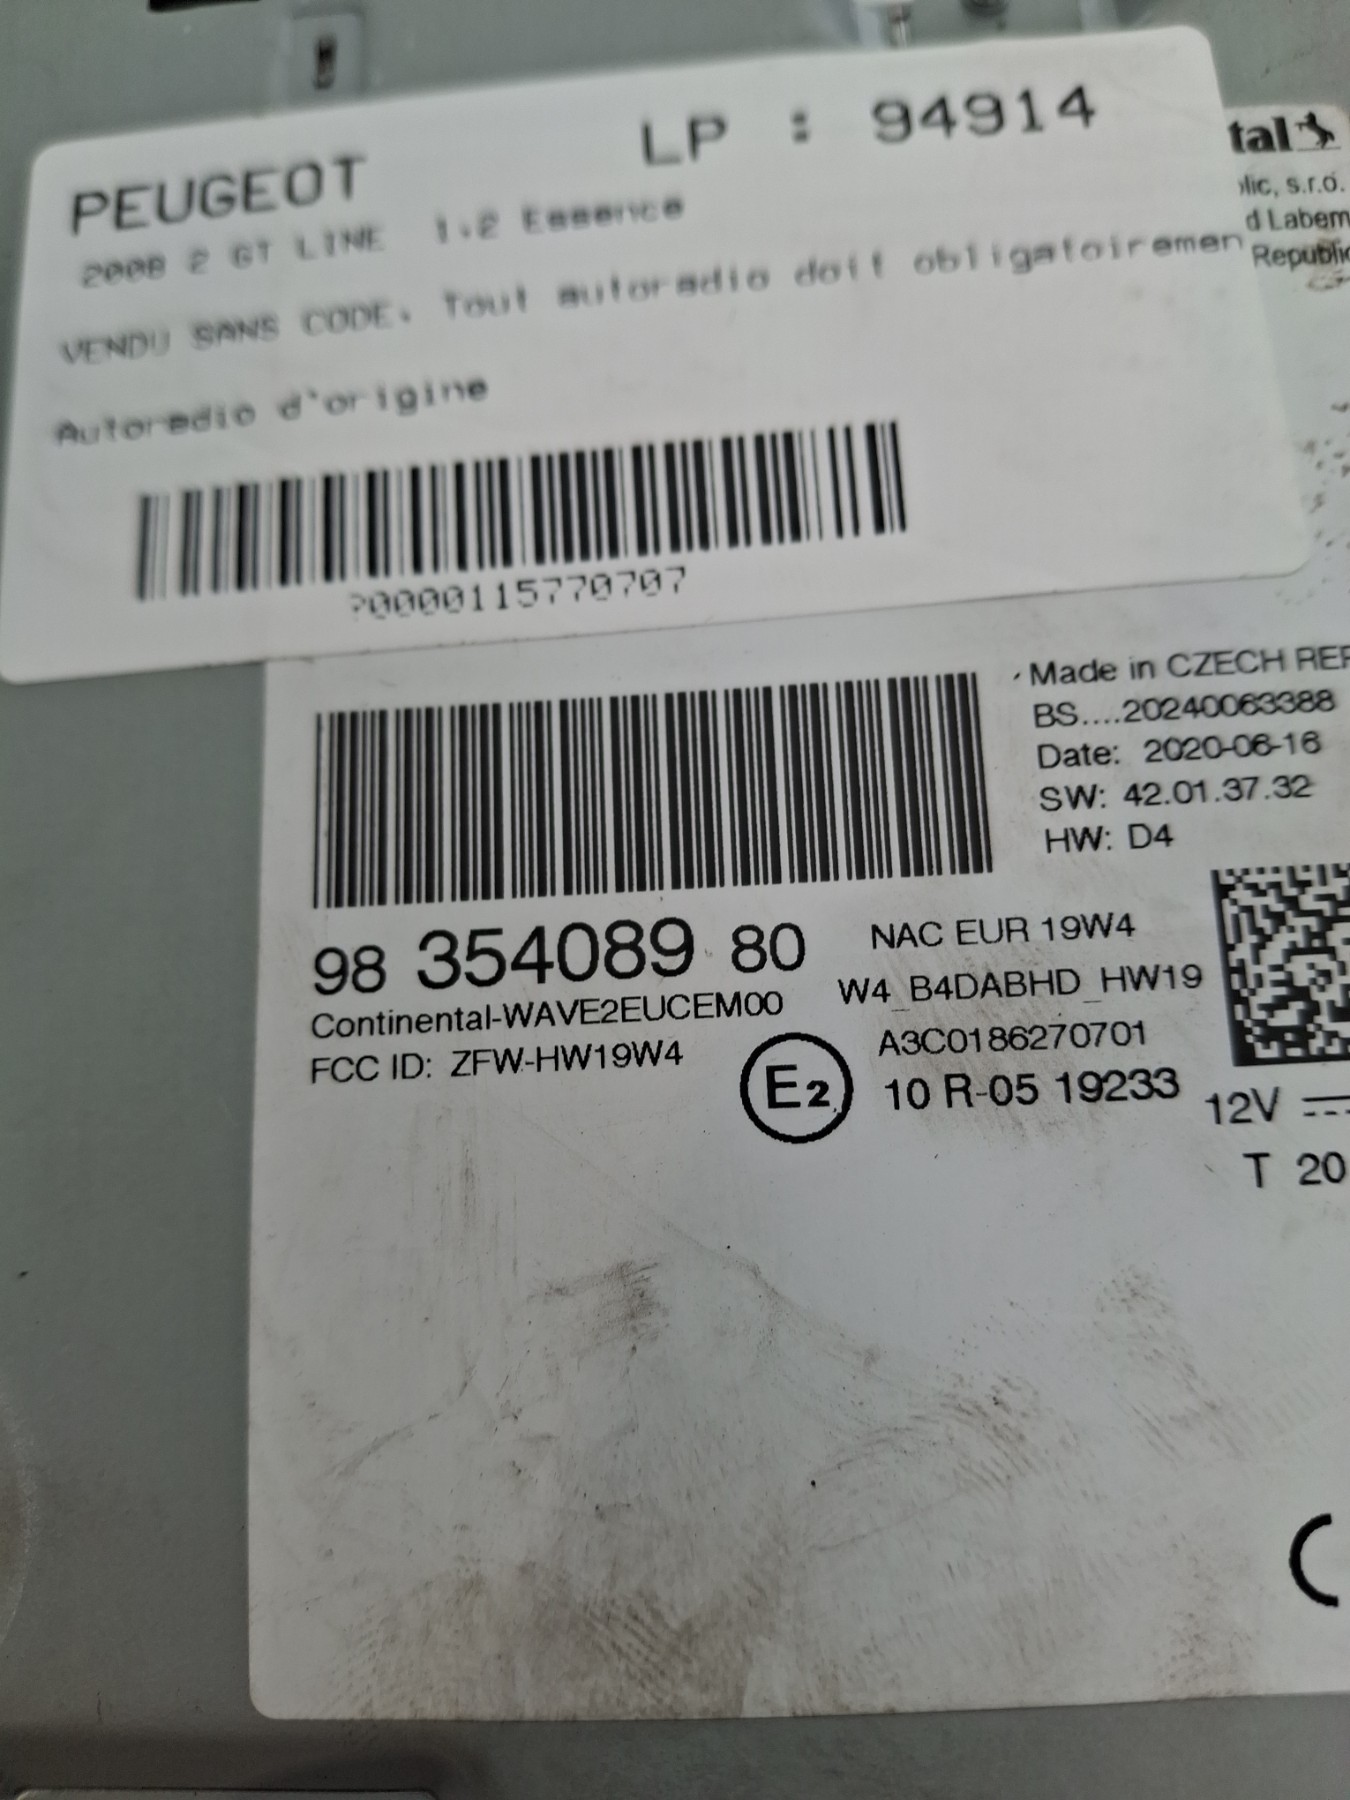 PEUGEOT
LP : 94914
2008 2 GT LINE 1.2 Essence
VENDU SANS CODE. Tout autoradio doit obligatoiremen
Autoradio d'origine
0000115770707
tal
lic, s.r.o.
d Labem
Republic
Made in CZECH REP
BS....20240063388
Date: 2020-06-16
SW: 42.01.37.32
HW: D4
98 354089 80
NAC EUR 19W4
Continental-WAVE2EUCEM00
W4_B4DABHD_HW19
FCC ID: ZFW-HW19W4
A3C0186270701
E2
10 R-05 19233
12V
T 20